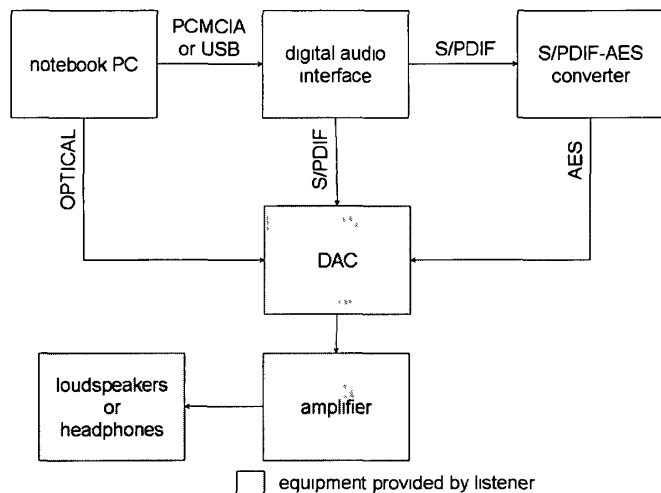 PCMCIA
or USB
notebook PC
digital audio
interface
S/PDIF
S/PDIF-AES
converter
OPTICAL
S/PDIF
AES
DAC
loudspeakers
or
headphones
amplifier
equipment provided by listener